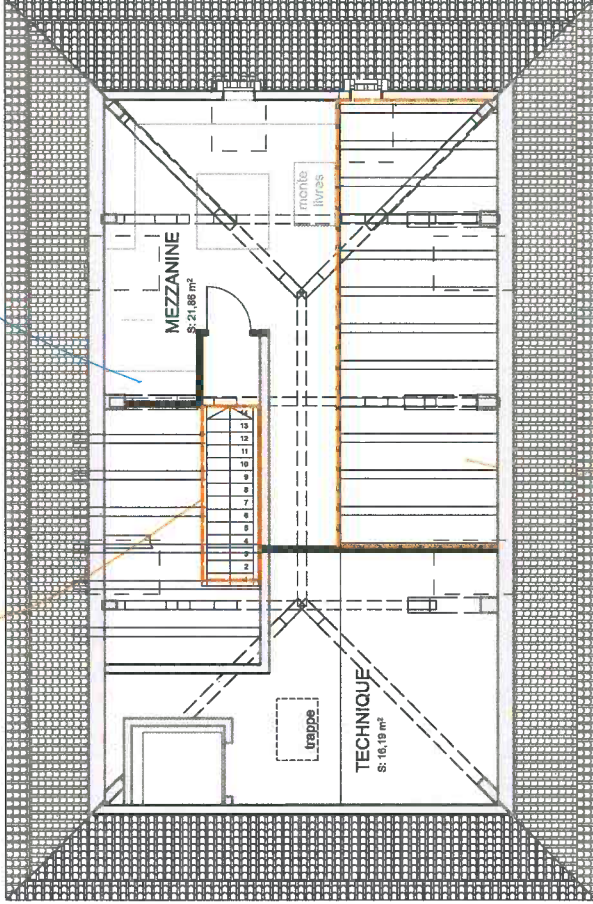 monte
livres
MEZZANINE
S: 21,86 m²
13
12
11
10
9
8
7
6
5
4
3
2
trappe
TECHNIQUE
S: 16,19 m²